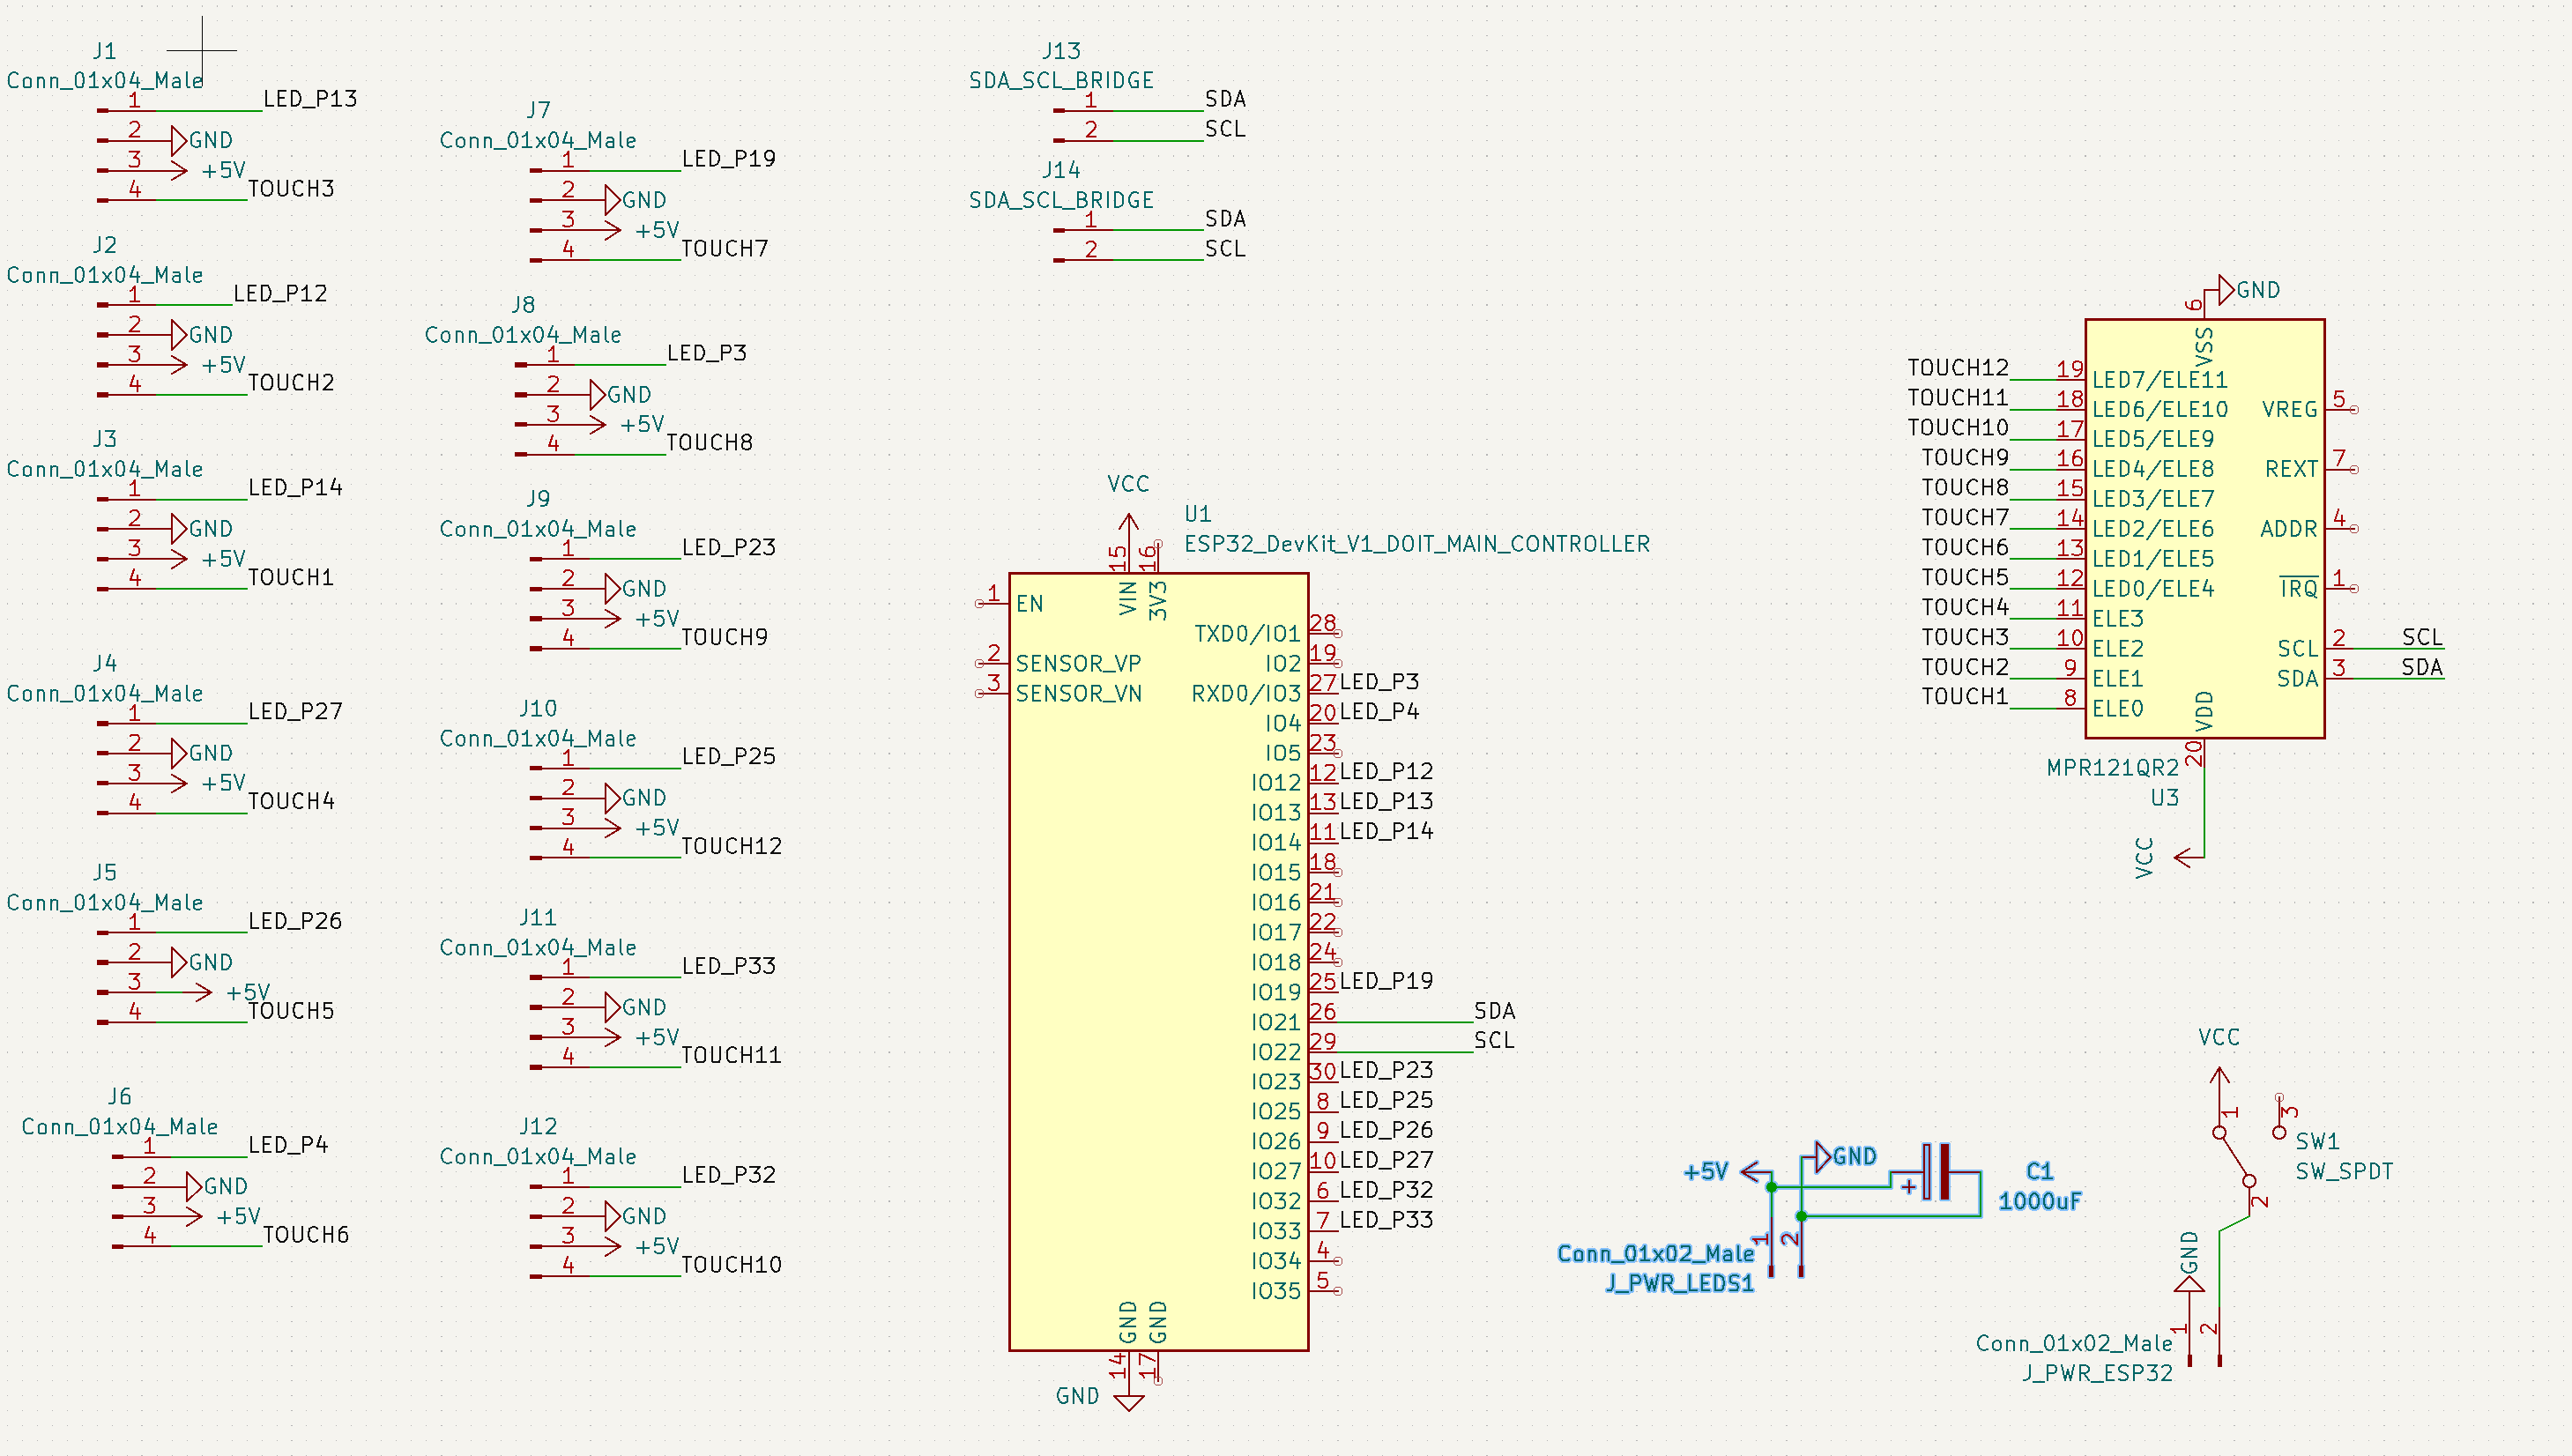 J1
Conn_01x04_Male
1 LED_P13
2 GND
3 +5V
4 TOUCH3
J2
Conn_01x04_Male
1 LED_P12
2 GND
3 +5V
4 TOUCH2
J3
Conn_01x04_Male
1 LED_P14
2 GND
3 +5V
4 TOUCH1
J4
Conn_01x04_Male
1 LED_P27
2 GND
3 +5V
4 TOUCH4
J5
Conn_01x04_Male
1 LED_P26
2 GND
3 +5V
4 TOUCH5
J6
Conn_01x04_Male
1 LED_P4
2 GND
3 +5V
4 TOUCH6
J7
Conn_01x04_Male
1 LED_P19
2 GND
3 +5V
4 TOUCH7
J8
Conn_01x04_Male
1 LED_P3
2 GND
3 +5V
4 TOUCH8
J9
Conn_01x04_Male
1 LED_P23
2 GND
3 +5V
4 TOUCH9
J10
Conn_01x04_Male
1 LED_P25
2 GND
3 +5V
4 TOUCH12
J11
Conn_01x04_Male
1 LED_P33
2 GND
3 +5V
4 TOUCH11
J12
Conn_01x04_Male
1 LED_P32
2 GND
3 +5V
4 TOUCH10
J13
SDA_SCL_BRIDGE
1 SDA
2 SCL
J14
SDA_SCL_BRIDGE
1 SDA
2 SCL
VCC
U1
ESP32_DevKit_V1_DOIT_MAIN_CONTROLLER
15 VIN
16 3V3
1 EN
2 SENSOR_VP
3 SENSOR_VN
TXD0/IO1 28
IO2 19
RXD0/IO3 27 LED_P3
IO4 20 LED_P4
IO5 23
IO12 12 LED_P12
IO13 13 LED_P13
IO14 11 LED_P14
IO15 18
IO16 21
IO17 22
IO18 24
IO19 25 LED_P19
IO21 26 SDA
IO22 29 SCL
IO23 30 LED_P23
IO25 8 LED_P25
IO26 9 LED_P26
IO27 10 LED_P27
IO32 6 LED_P32
IO33 7 LED_P33
IO34 4
IO35 5
GND 14
GND 17
GND
GND
6 VSS
TOUCH12 19 LED7/ELE11
TOUCH11 18 LED6/ELE10
TOUCH10 17 LED5/ELE9
TOUCH9 16 LED4/ELE8
TOUCH8 15 LED3/ELE7
TOUCH7 14 LED2/ELE6
TOUCH6 13 LED1/ELE5
TOUCH5 12 LED0/ELE4
TOUCH4 11 ELE3
TOUCH3 10 ELE2
TOUCH2 9 ELE1
TOUCH1 8 ELE0
VREG 5
REXT 7
ADDR 4
IRQ 1
SCL 2 SCL
SDA 3 SDA
VDD 20
MPR121QR2
U3
VCC
+5V
GND
+
C1
1000uF
1 2
Conn_01x02_Male
J_PWR_LEDS1
VCC
1
3
SW1
SW_SPDT
2
GND
1 2
Conn_01x02_Male
J_PWR_ESP32